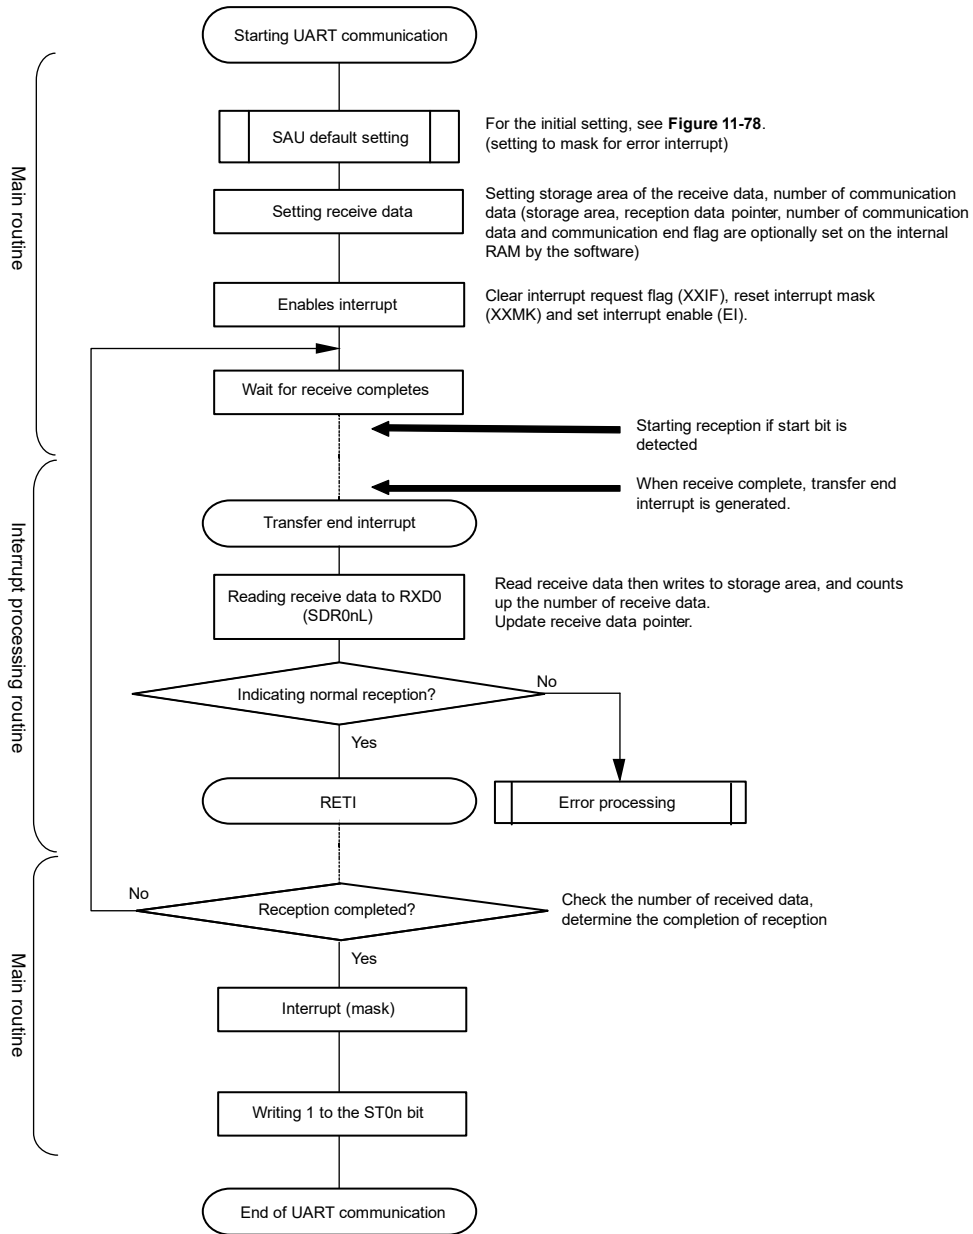 Starting UART communication
Main routine
SAU default setting
For the initial setting, see Figure 11-78.
(setting to mask for error interrupt)
Setting receive data
Setting storage area of the receive data, number of communication
data (storage area, reception data pointer, number of communication
data and communication end flag are optionally set on the internal
RAM by the software)
Enables interrupt
Clear interrupt request flag (XXIF), reset interrupt mask
(XXMK) and set interrupt enable (EI).
Wait for receive completes
Starting reception if start bit is
detected
When receive complete, transfer end
interrupt is generated.
Interrupt processing routine
Transfer end interrupt
Reading receive data to RXD0
(SDR0nL)
Read receive data then writes to storage area, and counts
up the number of receive data.
Update receive data pointer.
Indicating normal reception?
No
Yes
RETI
Error processing
Main routine
No
Reception completed?
Check the number of received data,
determine the completion of reception
Yes
Interrupt (mask)
Writing 1 to the ST0n bit
End of UART communication